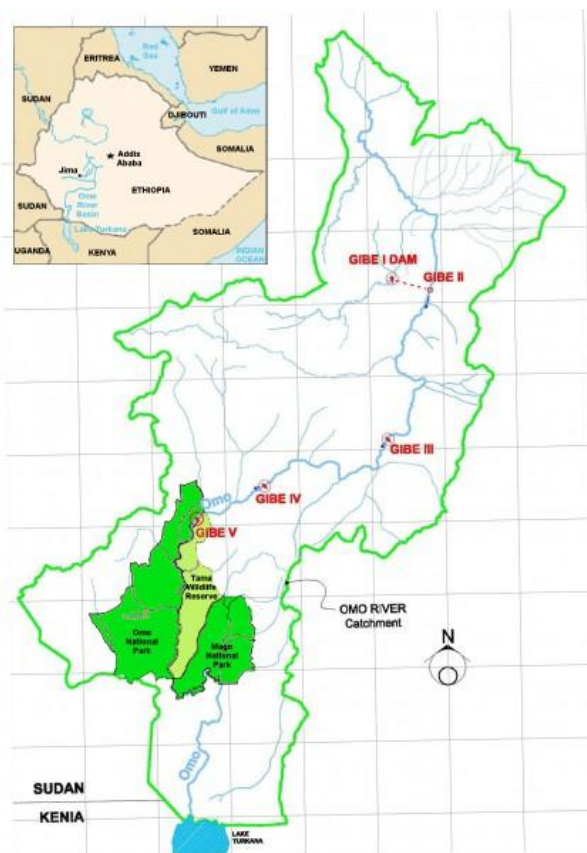 Red
Sea
ERITREA
YEMEN
SUDAN
Gulf of Aden
DJIBOUTI
Addis
Ababa
SOMALIA
Jima
ETHIOPIA
Omo
River
Basin
SUDAN
Lake Turkana
SOMALIA
UGANDA
KENYA
INDIAN
OCEAN
GIBE I DAM
GIBE II
GIBE III
GIBE IV
Omo
GIBE V
Tama
Wildlife
Reserve
OMO RIVER
Catchment
Omo
National
Park
Mago
National
Park
N
Omo
SUDAN
KENIA
LAKE
TURKANA